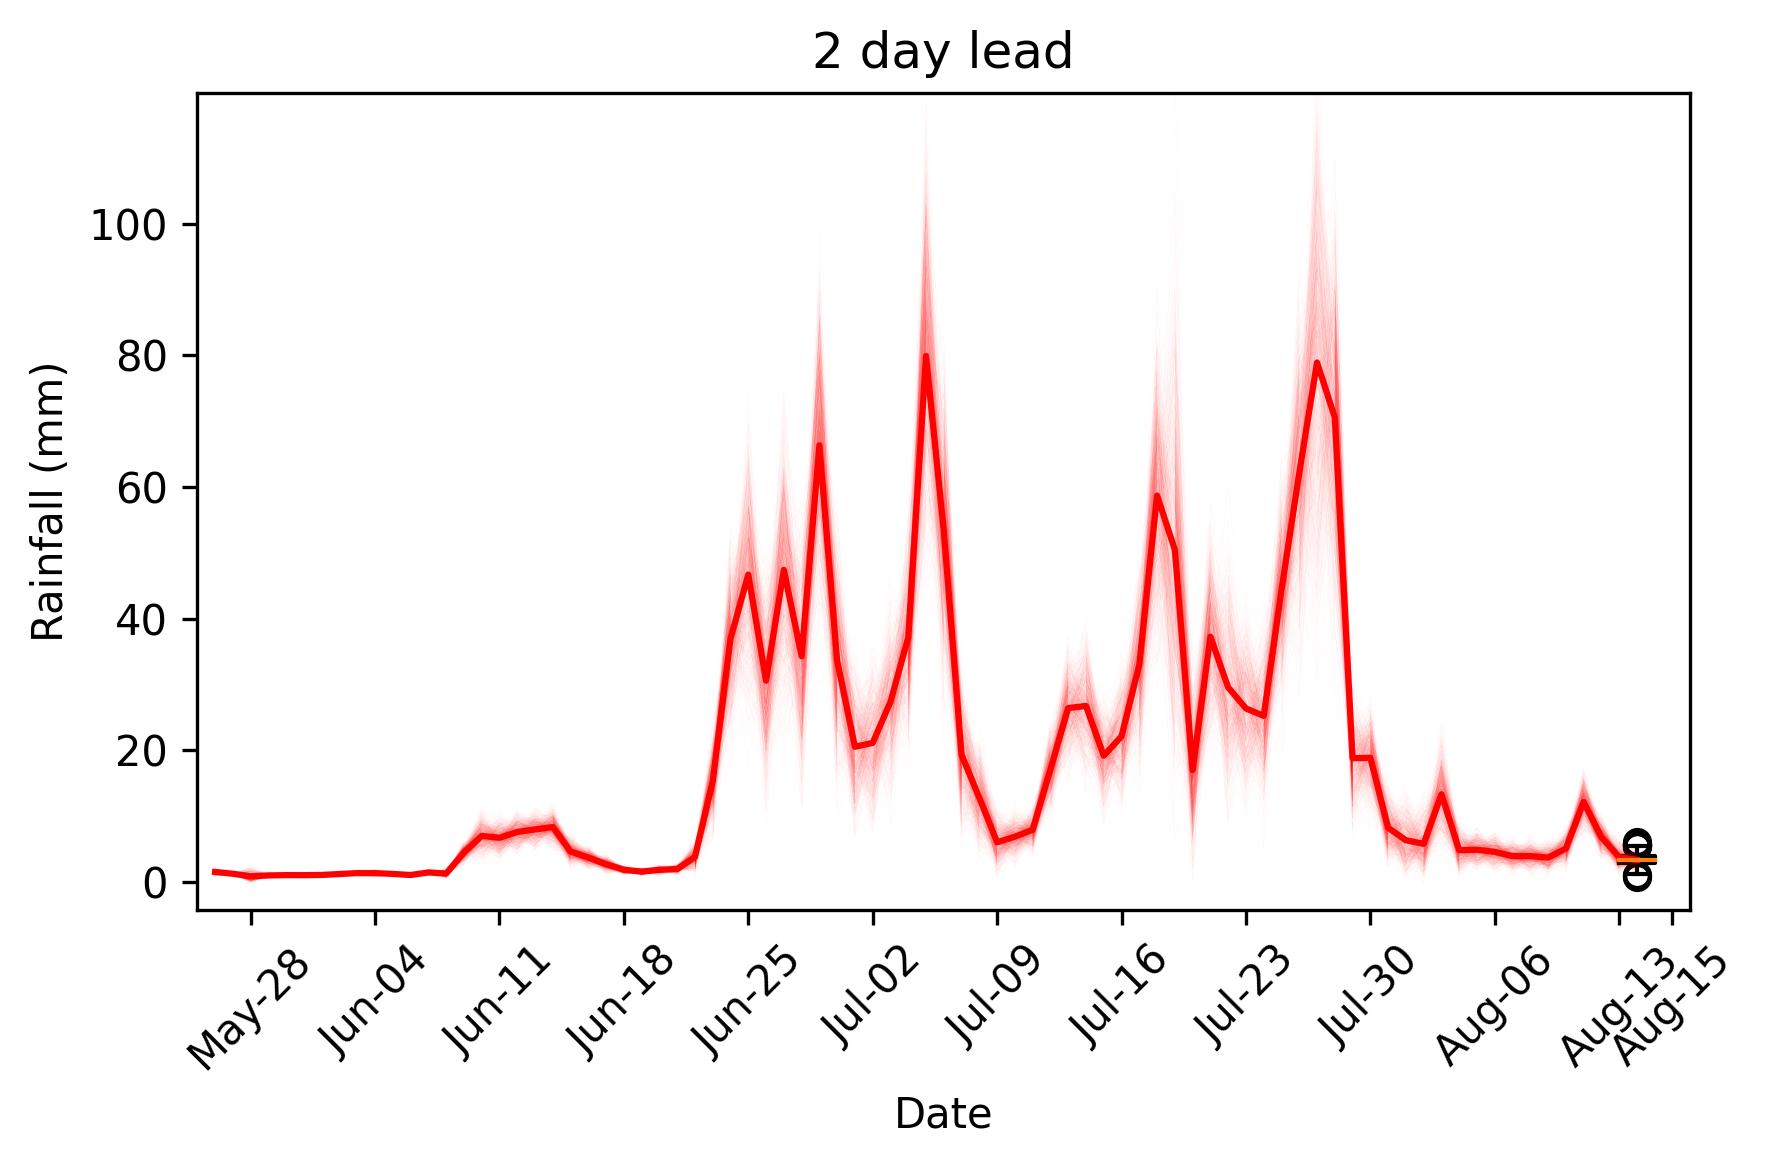 2 day lead
Rainfall (mm)
100
80
60
40
20
0
May-28
Jun-04
Jun-11
Jun-18
Jun-25
Jul-02
Jul-09
Jul-16
Jul-23
Jul-30
Aug-06
Aug-13
Aug-15
Date